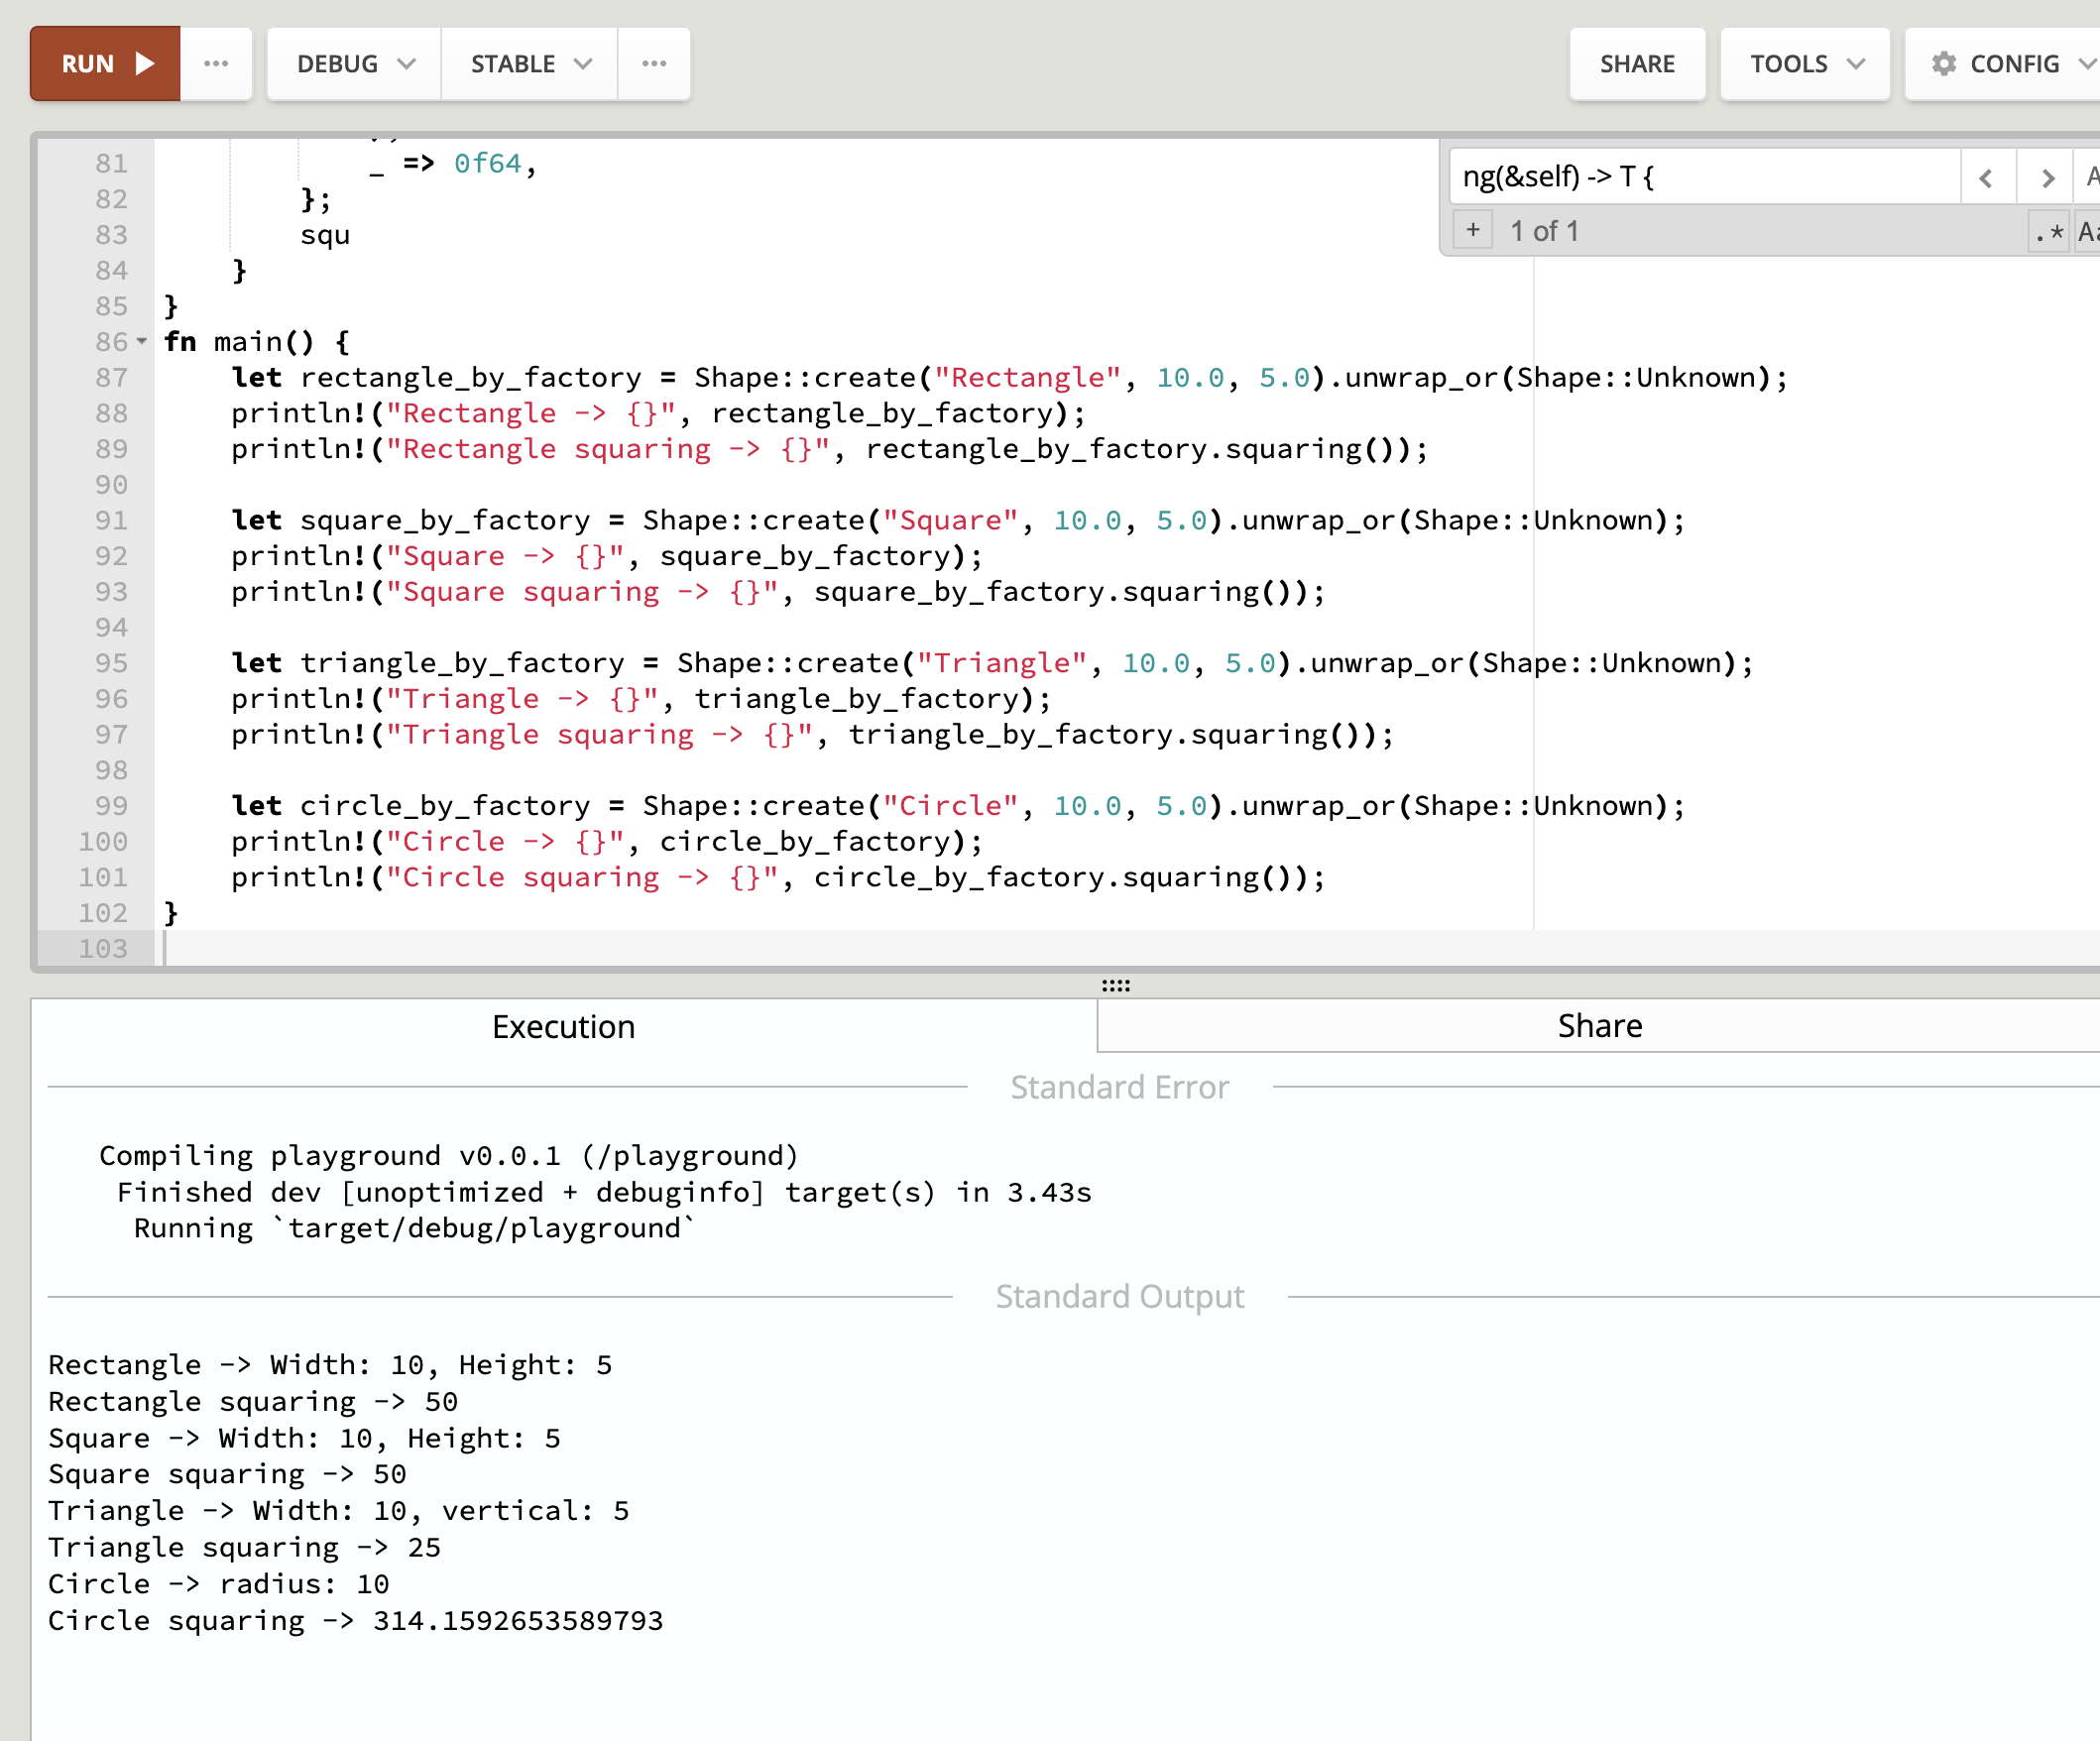 RUN ▶ ··· DEBUG STABLE ··· SHARE TOOLS CONFIG
ng(&self) -> T {
+ 1 of 1 .*
81 _ => 0f64,
82 };
83 squ
84 }
85 }
86 fn main() {
87 let rectangle_by_factory = Shape::create("Rectangle", 10.0, 5.0).unwrap_or(Shape::Unknown);
88 println!("Rectangle -> {}", rectangle_by_factory);
89 println!("Rectangle squaring -> {}", rectangle_by_factory.squaring());
90
91 let square_by_factory = Shape::create("Square", 10.0, 5.0).unwrap_or(Shape::Unknown);
92 println!("Square -> {}", square_by_factory);
93 println!("Square squaring -> {}", square_by_factory.squaring());
94
95 let triangle_by_factory = Shape::create("Triangle", 10.0, 5.0).unwrap_or(Shape::Unknown);
96 println!("Triangle -> {}", triangle_by_factory);
97 println!("Triangle squaring -> {}", triangle_by_factory.squaring());
98
99 let circle_by_factory = Shape::create("Circle", 10.0, 5.0).unwrap_or(Shape::Unknown);
100 println!("Circle -> {}", circle_by_factory);
101 println!("Circle squaring -> {}", circle_by_factory.squaring());
102 }
103
Execution Share
Standard Error
Compiling playground v0.0.1 (/playground)
Finished dev [unoptimized + debuginfo] target(s) in 3.43s
Running `target/debug/playground`
Standard Output
Rectangle -> Width: 10, Height: 5
Rectangle squaring -> 50
Square -> Width: 10, Height: 5
Square squaring -> 50
Triangle -> Width: 10, vertical: 5
Triangle squaring -> 25
Circle -> radius: 10
Circle squaring -> 314.1592653589793